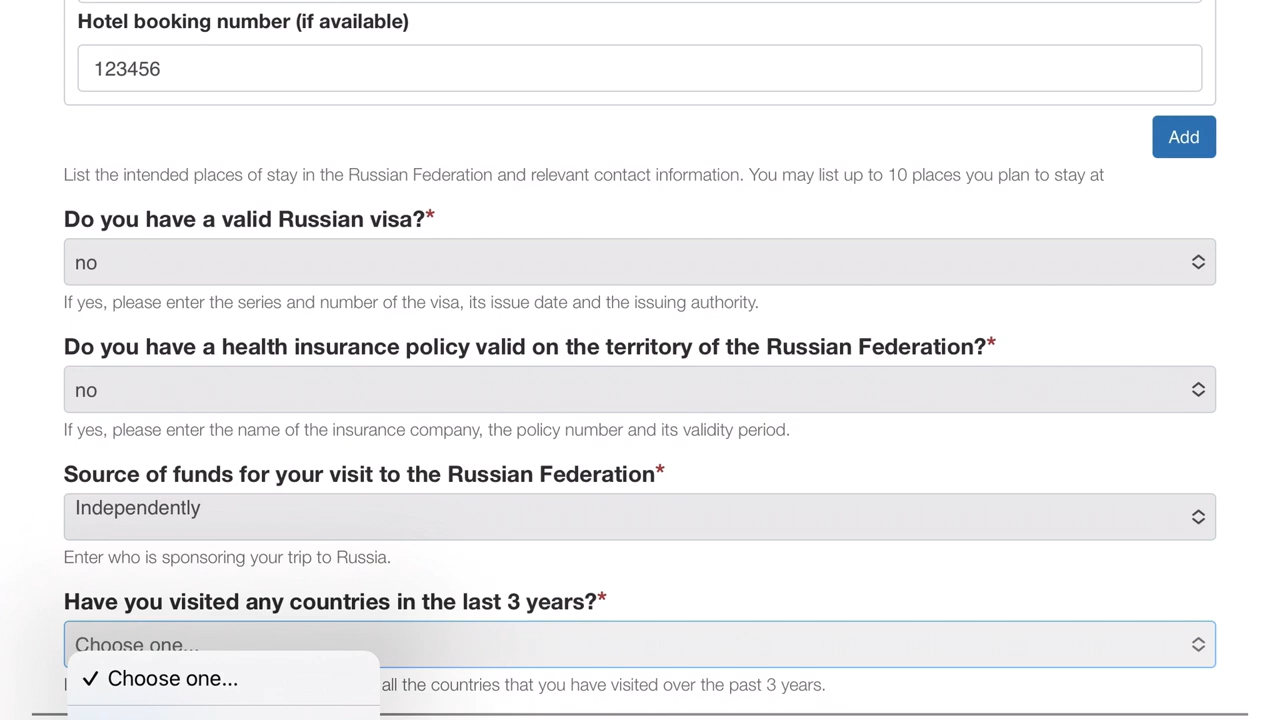 Hotel booking number (if available)
123456
Add
List the intended places of stay in the Russian Federation and relevant contact information. You may list up to 10 places you plan to stay at
Do you have a valid Russian visa?*
no
If yes, please enter the series and number of the visa, its issue date and the issuing authority.
Do you have a health insurance policy valid on the territory of the Russian Federation?*
no
If yes, please enter the name of the insurance company, the policy number and its validity period.
Source of funds for your visit to the Russian Federation*
Independently
Enter who is sponsoring your trip to Russia.
Have you visited any countries in the last 3 years?*
Choose one...
✓ Choose one...
all the countries that you have visited over the past 3 years.